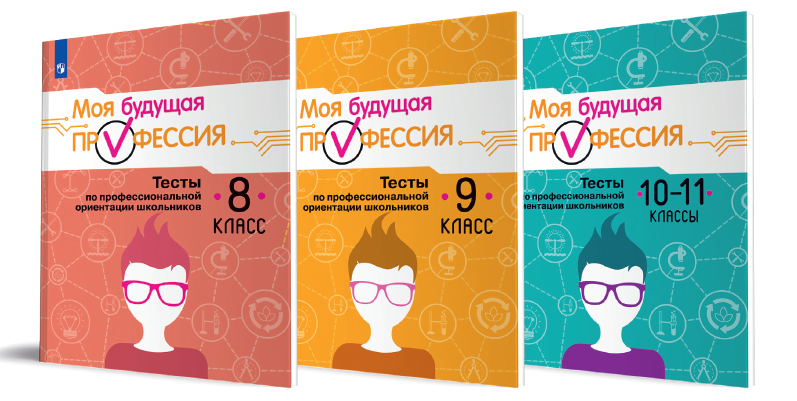 Моя будущая
ПРОФЕССИЯ
Тесты
по профессиональной
ориентации школьников
8
КЛАСС
Моя будущая
ПРОФЕССИЯ
Тесты
по профессиональной
ориентации школьников
9
КЛАСС
Моя будущая
ПРОФЕССИЯ
Тесты
профессиональной
ориентации школьников
10-11
КЛАССЫ